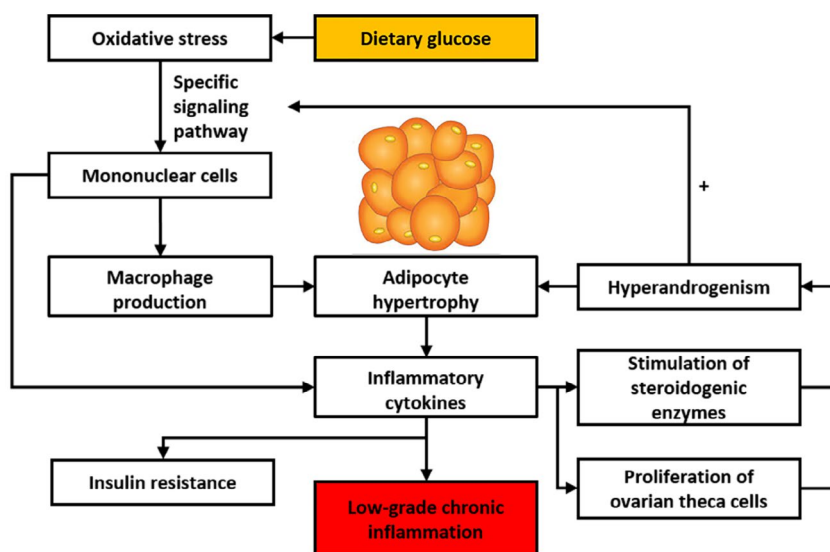 Oxidative stress
Dietary glucose
Specific
signaling
pathway
Mononuclear cells
+
Macrophage
production
Adipocyte
hypertrophy
Hyperandrogenism
Inflammatory
cytokines
Stimulation of
steroidogenic
enzymes
Insulin resistance
Low-grade chronic
inflammation
Proliferation of
ovarian theca cells